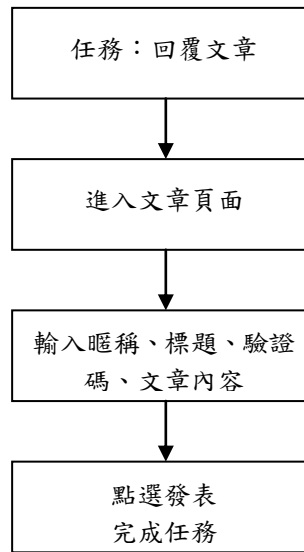 任務：回覆文章
進入文章頁面
輸入暱稱、標題、驗證
碼、文章內容
點選發表
完成任務